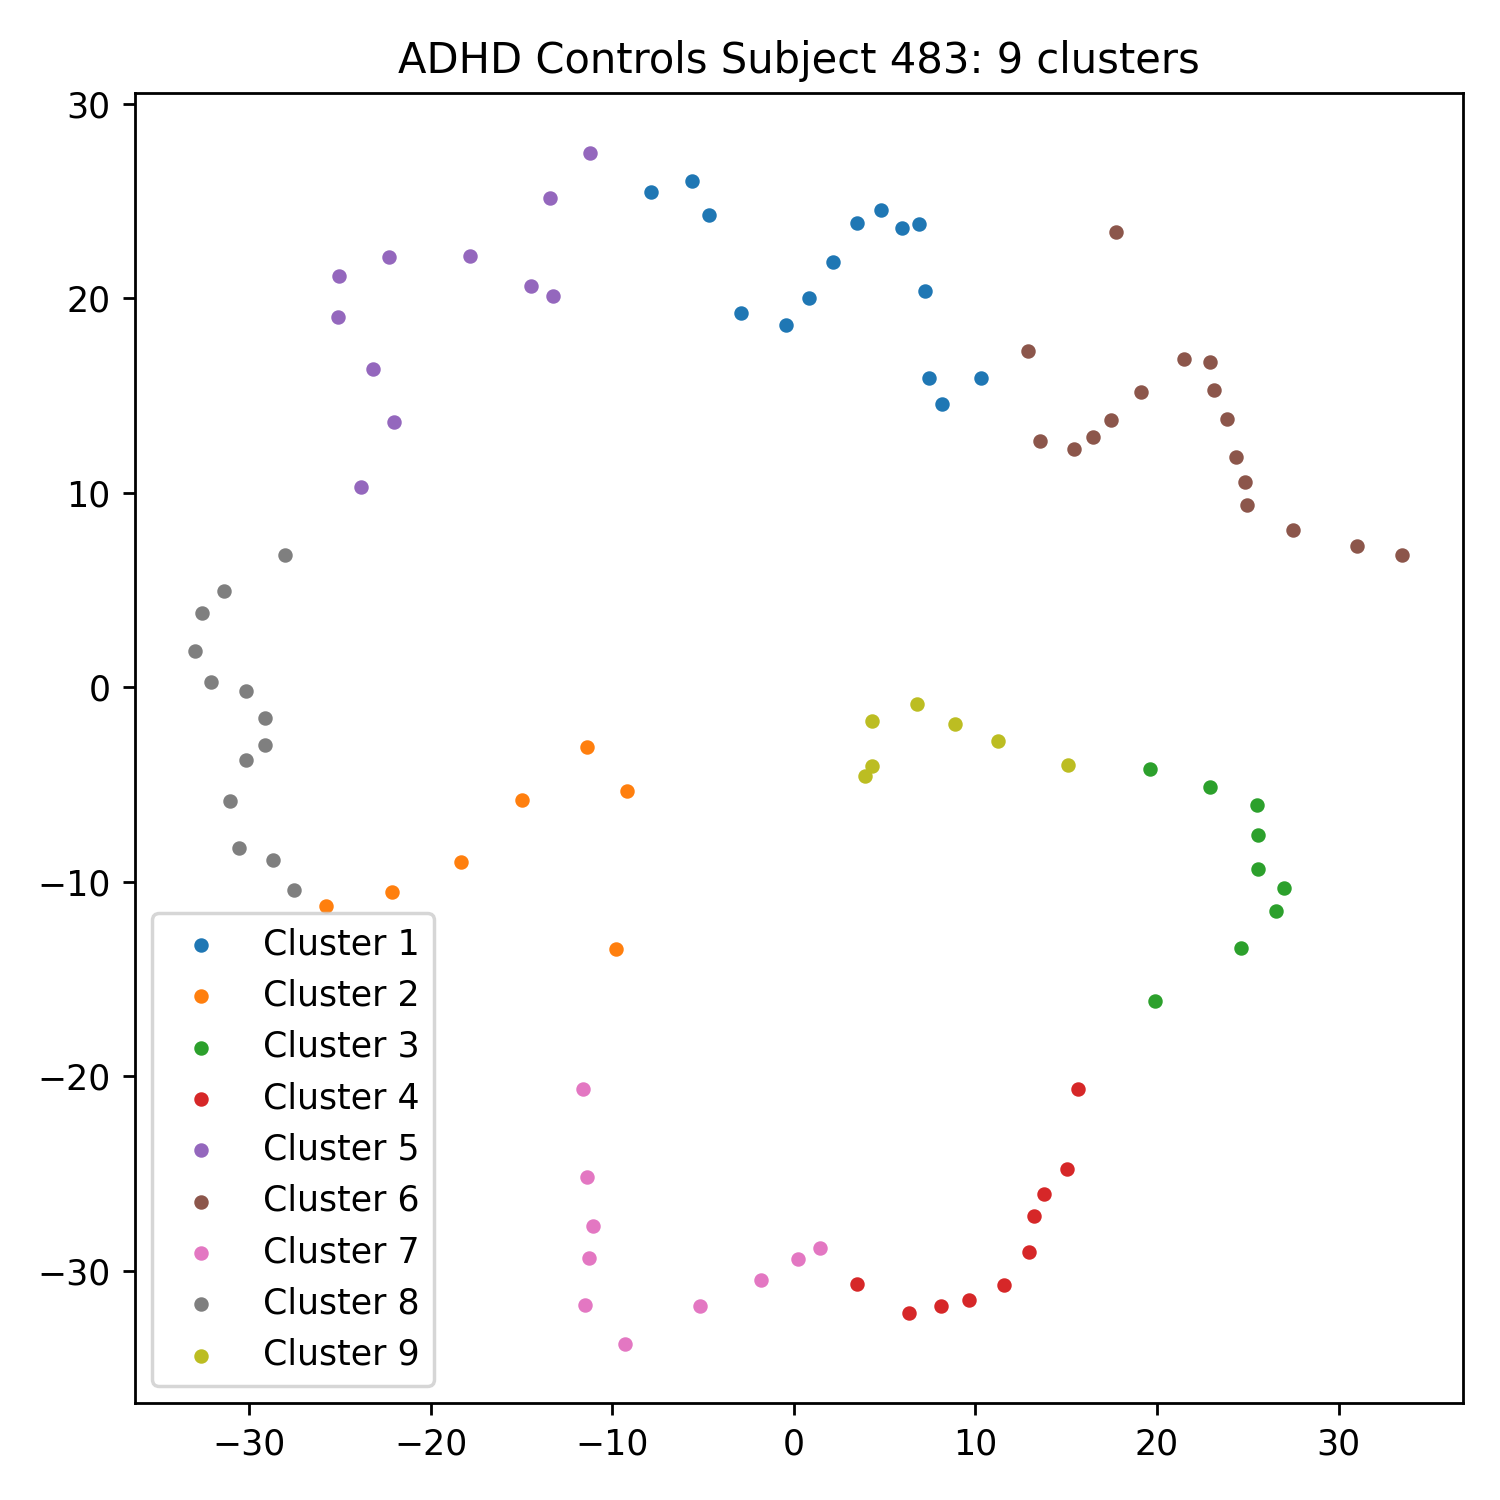 ADHD Controls Subject 483: 9 clusters
30
20
10
0
−10
−20
−30
Cluster 1
Cluster 2
Cluster 3
Cluster 4
Cluster 5
Cluster 6
Cluster 7
Cluster 8
Cluster 9
−30 −20 −10 0 10 20 30